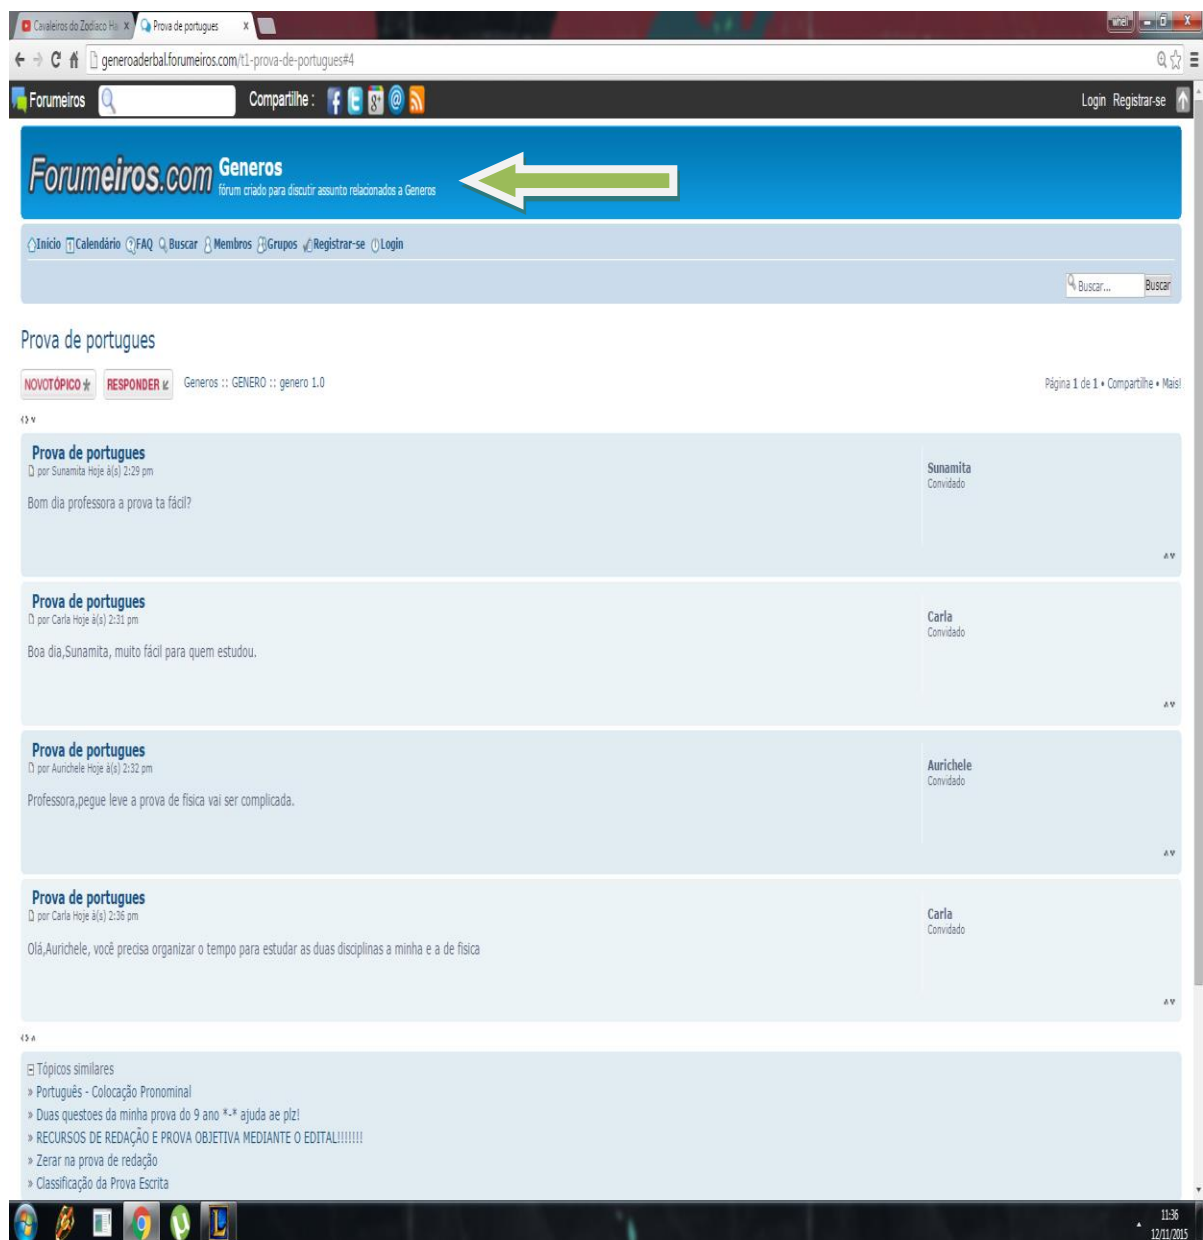 Cavaleiros do Zodiaco Ha
Prova de portugues
generoaderbal.forumeiros.com/t1-prova-de-portugues#4
Forumeiros
Compartilhe :
Login Registrar-se
Forumeiros.com
Generos
fórum criado para discutir assunto relacionados a Generos
Início Calendário FAQ Buscar Membros Grupos Registrar-se Login
Buscar... Buscar
Prova de portugues
NOVOTÓPICO RESPONDER Generos :: GENERO :: genero 1.0
Página 1 de 1 • Compartilhe • Mais!
Prova de portugues
por Sunamita Hoje à(s) 2:29 pm
Bom dia professora a prova ta fácil?
Sunamita
Convidado
Prova de portugues
por Carla Hoje à(s) 2:31 pm
Boa dia,Sunamita, muito fácil para quem estudou.
Carla
Convidado
Prova de portugues
por Aurichele Hoje à(s) 2:32 pm
Professora,pegue leve a prova de fisica vai ser complicada.
Aurichele
Convidado
Prova de portugues
por Carla Hoje à(s) 2:36 pm
Olá,Aurichele, você precisa organizar o tempo para estudar as duas disciplinas a minha e a de fisica
Carla
Convidado
Tópicos similares
» Português - Colocação Pronominal
» Duas questoes da minha prova do 9 ano *-* ajuda ae plz!
» RECURSOS DE REDAÇÃO E PROVA OBJETIVA MEDIANTE O EDITAL!!!!!!!
» Zerar na prova de redação
» Classificação da Prova Escrita
11:36
12/11/2015